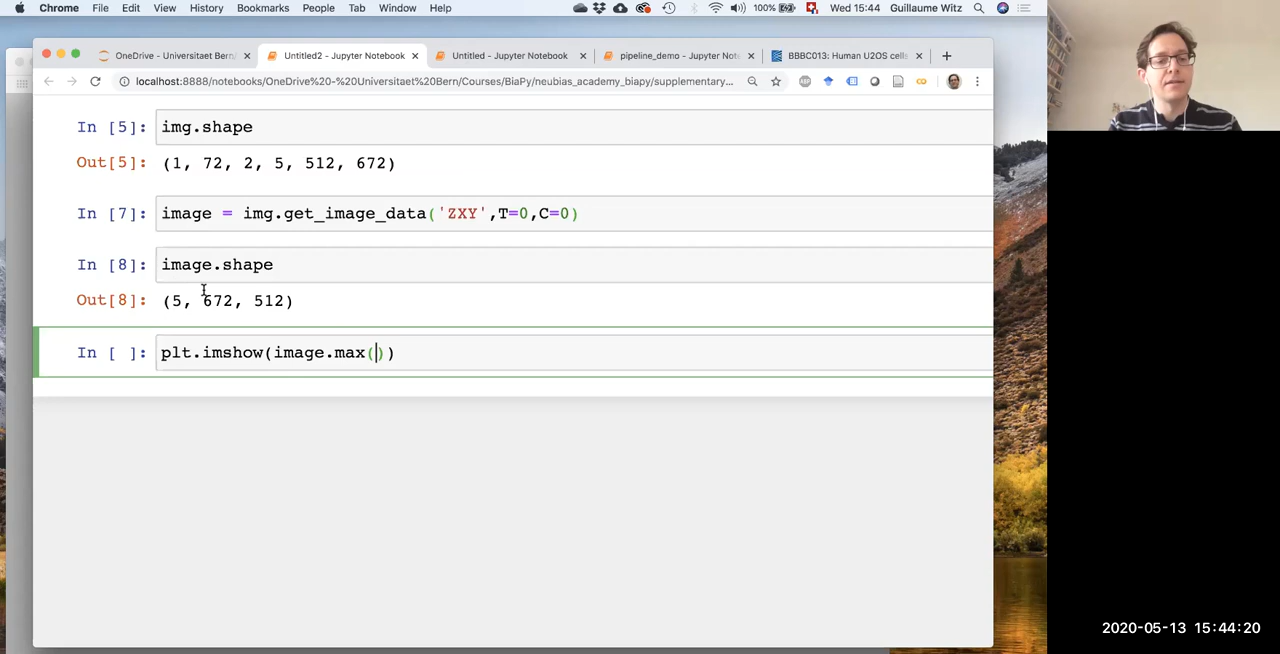 Chrome File Edit View History Bookmarks People Tab Window Help 100% Wed 15:44 Guillaume Witz
OneDrive - Universitaet Bern/ Untitled2 - Jupyter Notebook Untitled - Jupyter Notebook pipeline_demo - Jupyter Not BBBC013: Human U2OS cells
localhost:8888/notebooks/OneDrive%20-%20Universitaet%20Bern/Courses/BiaPy/neubias_academy_biapy/supplementary...
In [5]: img.shape
Out[5]: (1, 72, 2, 5, 512, 672)
In [7]: image = img.get_image_data('ZXY',T=0,C=0)
In [8]: image.shape
Out[8]: (5, 672, 512)
In [ ]: plt.imshow(image.max())
2020-05-13 15:44:20